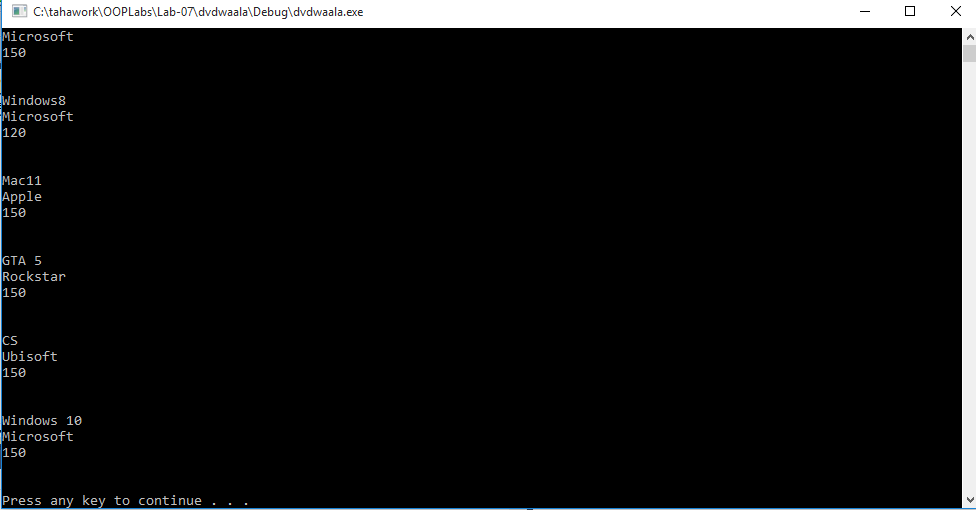 C:\tahawork\OOPLabs\Lab-07\dvdwaala\Debug\dvdwaala.exe
Microsoft
150
Windows8
Microsoft
120
Mac11
Apple
150
GTA 5
Rockstar
150
CS
Ubisoft
150
Windows 10
Microsoft
150
Press any key to continue . . .